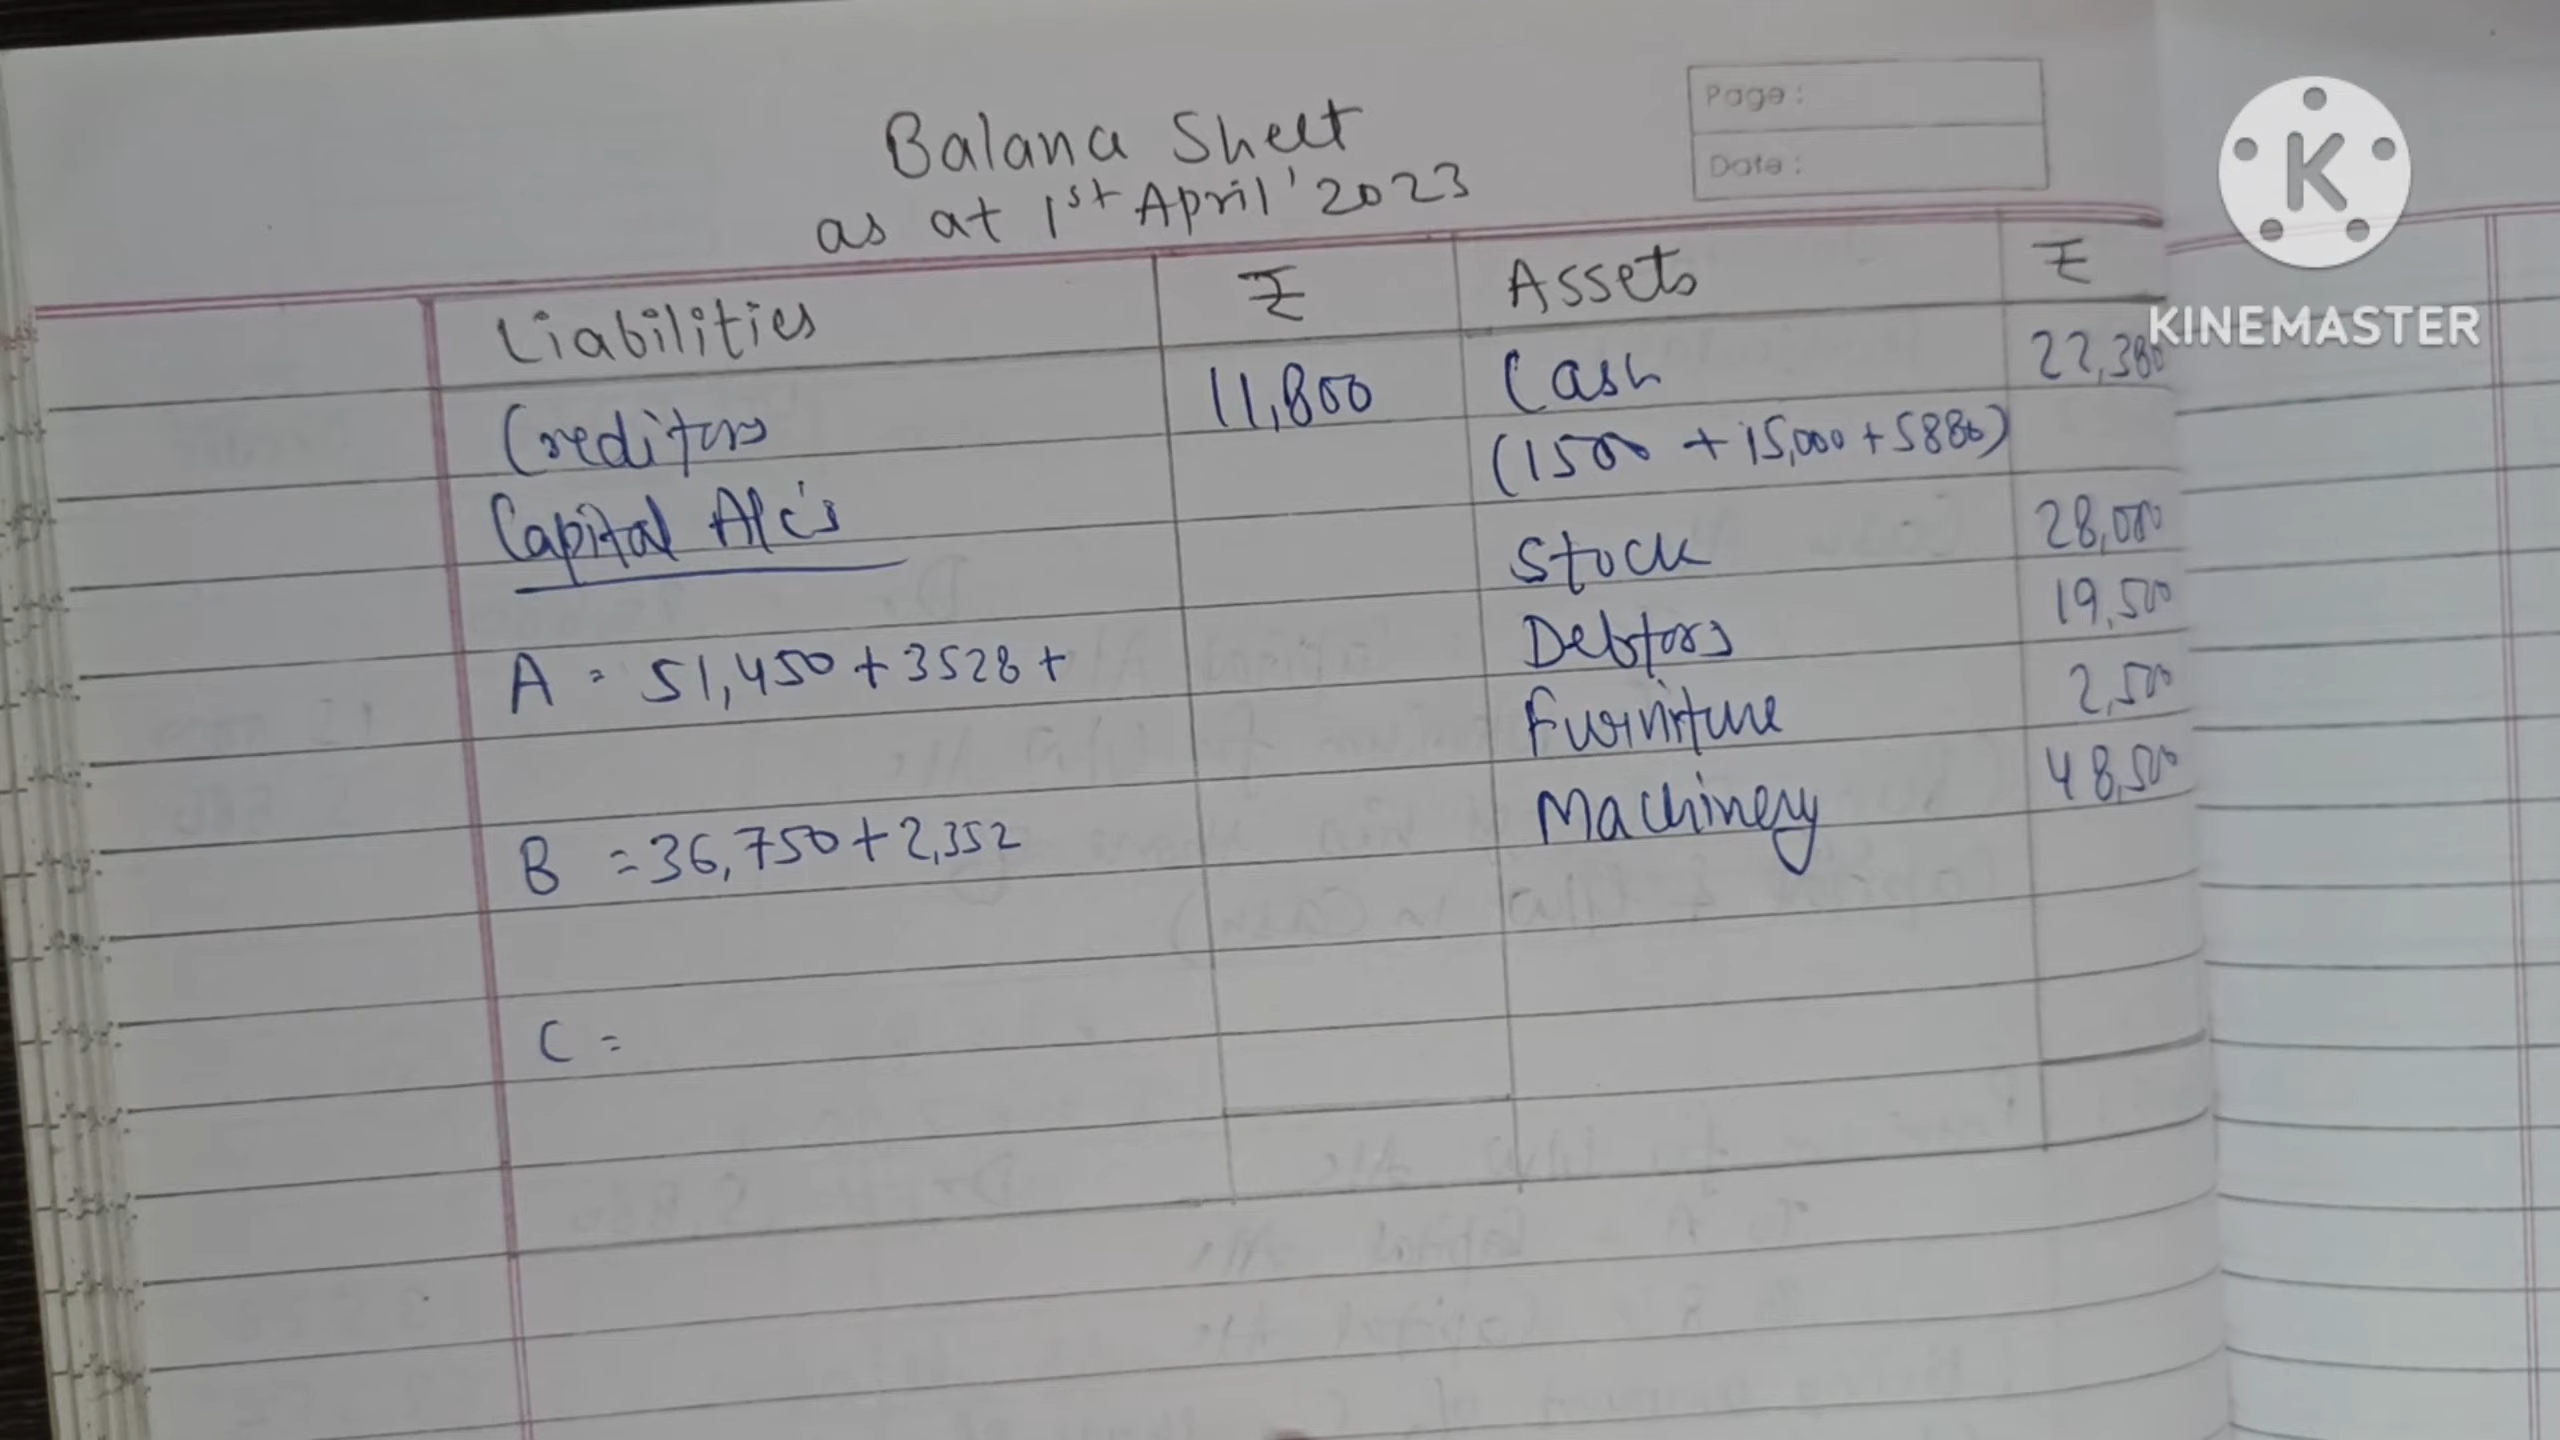 Page:
Date:
Balance Sheet
as at 1st April' 2023
Liabilities ₹ Assets ₹
Creditors 11,800 Cash 22,380
(1500 + 15,000 + 5880)
Capital A/c's
Stock 28,000
Debtors 19,500
A = 51,450 + 3528 +
Furniture 2,500
Machinery 48,500
B = 36,750 + 2,352
C =
K
KINEMASTER